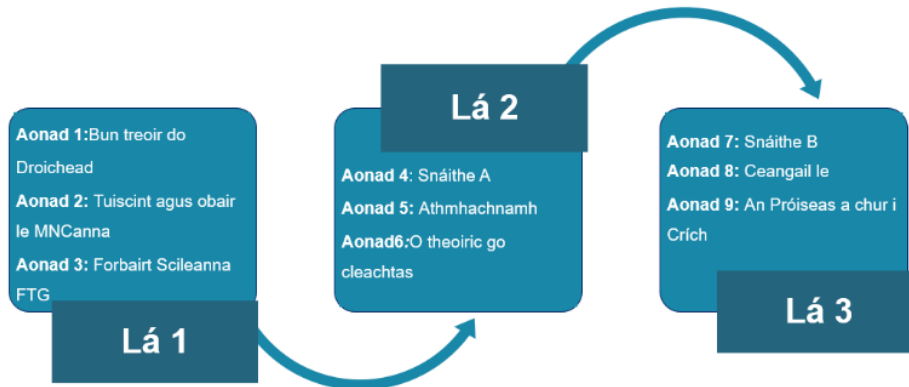 Aonad 1:Bun treoir do
Droichead
Aonad 2: Tuiscint agus obair
le MNCanna
Aonad 3: Forbairt Scileanna
FTG
Lá 1
Lá 2
Aonad 4: Snáithe A
Aonad 5: Athmhachnamh
Aonad6:O theoiric go
cleachtas
Aonad 7: Snáithe B
Aonad 8: Ceangail le
Aonad 9: An Próiseas a chur i
Crích
Lá 3